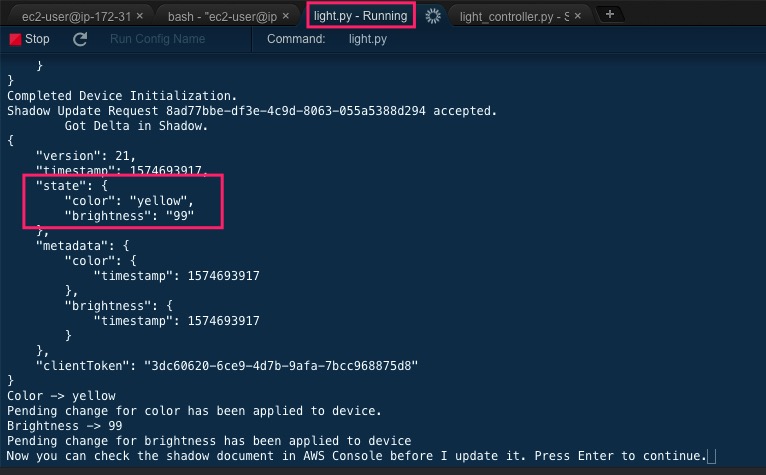 ec2-user@ip-172-31 ×
bash - "ec2-user@ip ×
light.py - Running
light_controller.py - S ×
Stop
Run Config Name
Command:
light.py
    }
}
Completed Device Initialization.
Shadow Update Request 8ad77bbe-df3e-4c9d-8063-055a5388d294 accepted.
        Got Delta in Shadow.
{
    "version": 21,
    "timestamp": 1574693917,
    "state": {
        "color": "yellow",
        "brightness": "99"
    },
    "metadata": {
        "color": {
            "timestamp": 1574693917
        },
        "brightness": {
            "timestamp": 1574693917
        }
    },
    "clientToken": "3dc60620-6ce9-4d7b-9afa-7bcc968875d8"
}
Color -> yellow
Pending change for color has been applied to device.
Brightness -> 99
Pending change for brightness has been applied to device
Now you can check the shadow document in AWS Console before I update it. Press Enter to continue.